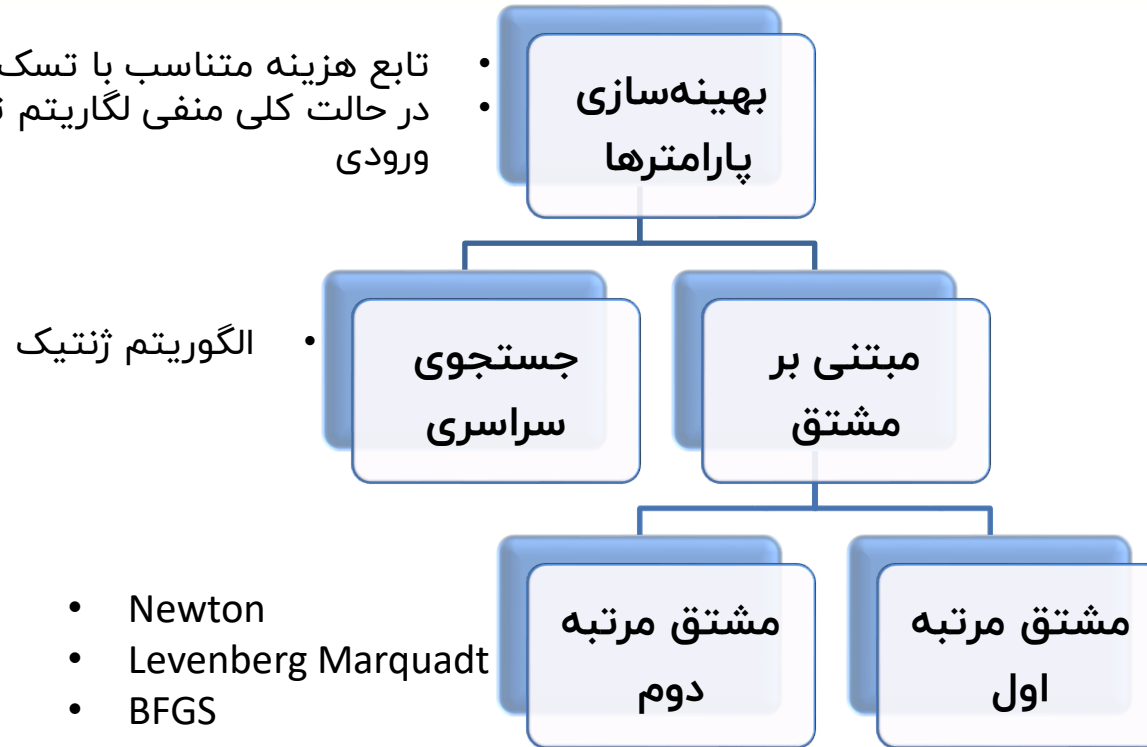 بهینه‌سازی
پارامترها
تابع هزینه متناسب با تسک
در حالت کلی منفی لگاریتم
ورودی
مبتنی بر
مشتق
جستجوی
سراسری
الگوریتم ژنتیک
مشتق مرتبه
اول
مشتق مرتبه
دوم
Newton
Levenberg Marquadt
BFGS